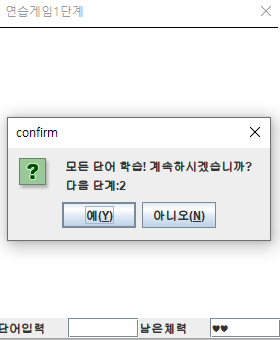 연습게임1단계
confirm
?
모든 단어 학습! 계속하시겠습니까?
다음 단계:2
예(Y) 아니오(N)
단어입력 남은체력 ♥♥